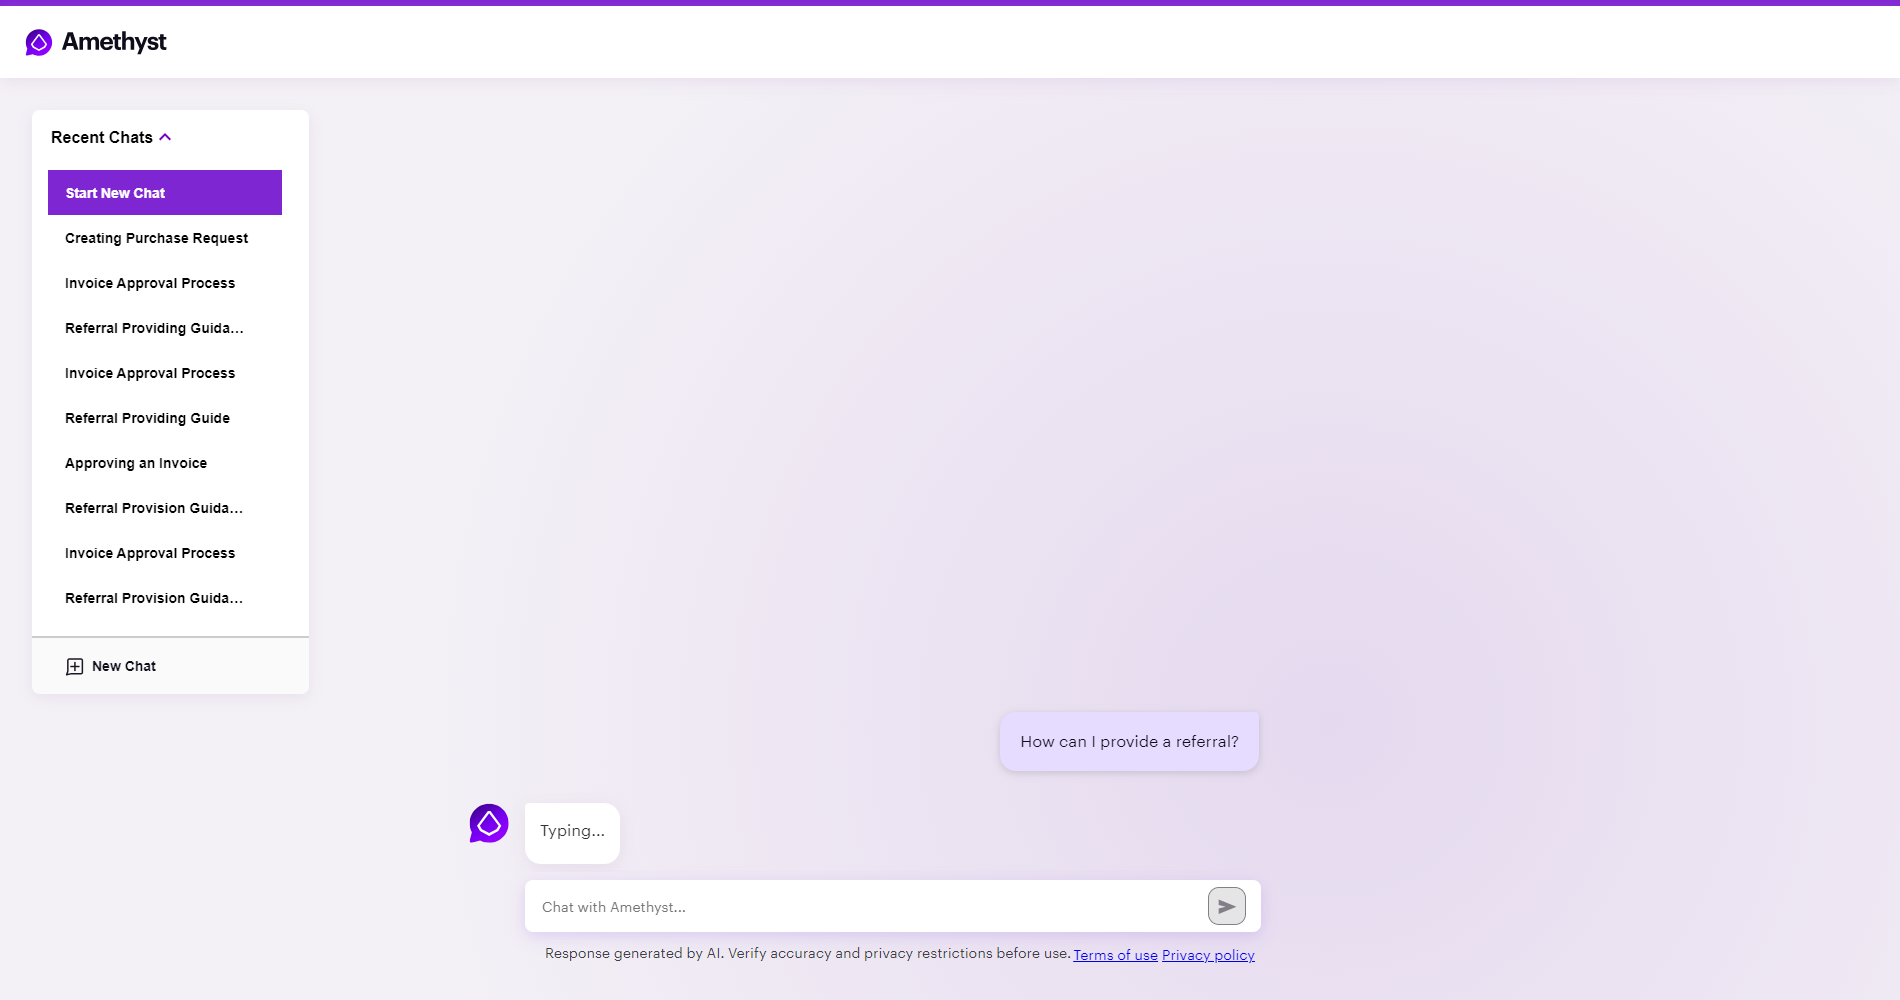 Amethyst
Recent Chats
Start New Chat
Creating Purchase Request
Invoice Approval Process
Referral Providing Guida...
Invoice Approval Process
Referral Providing Guide
Approving an Invoice
Referral Provision Guida...
Invoice Approval Process
Referral Provision Guida...
New Chat
How can I provide a referral?
Typing...
Chat with Amethyst...
Response generated by AI. Verify accuracy and privacy restrictions before use. Terms of use Privacy policy